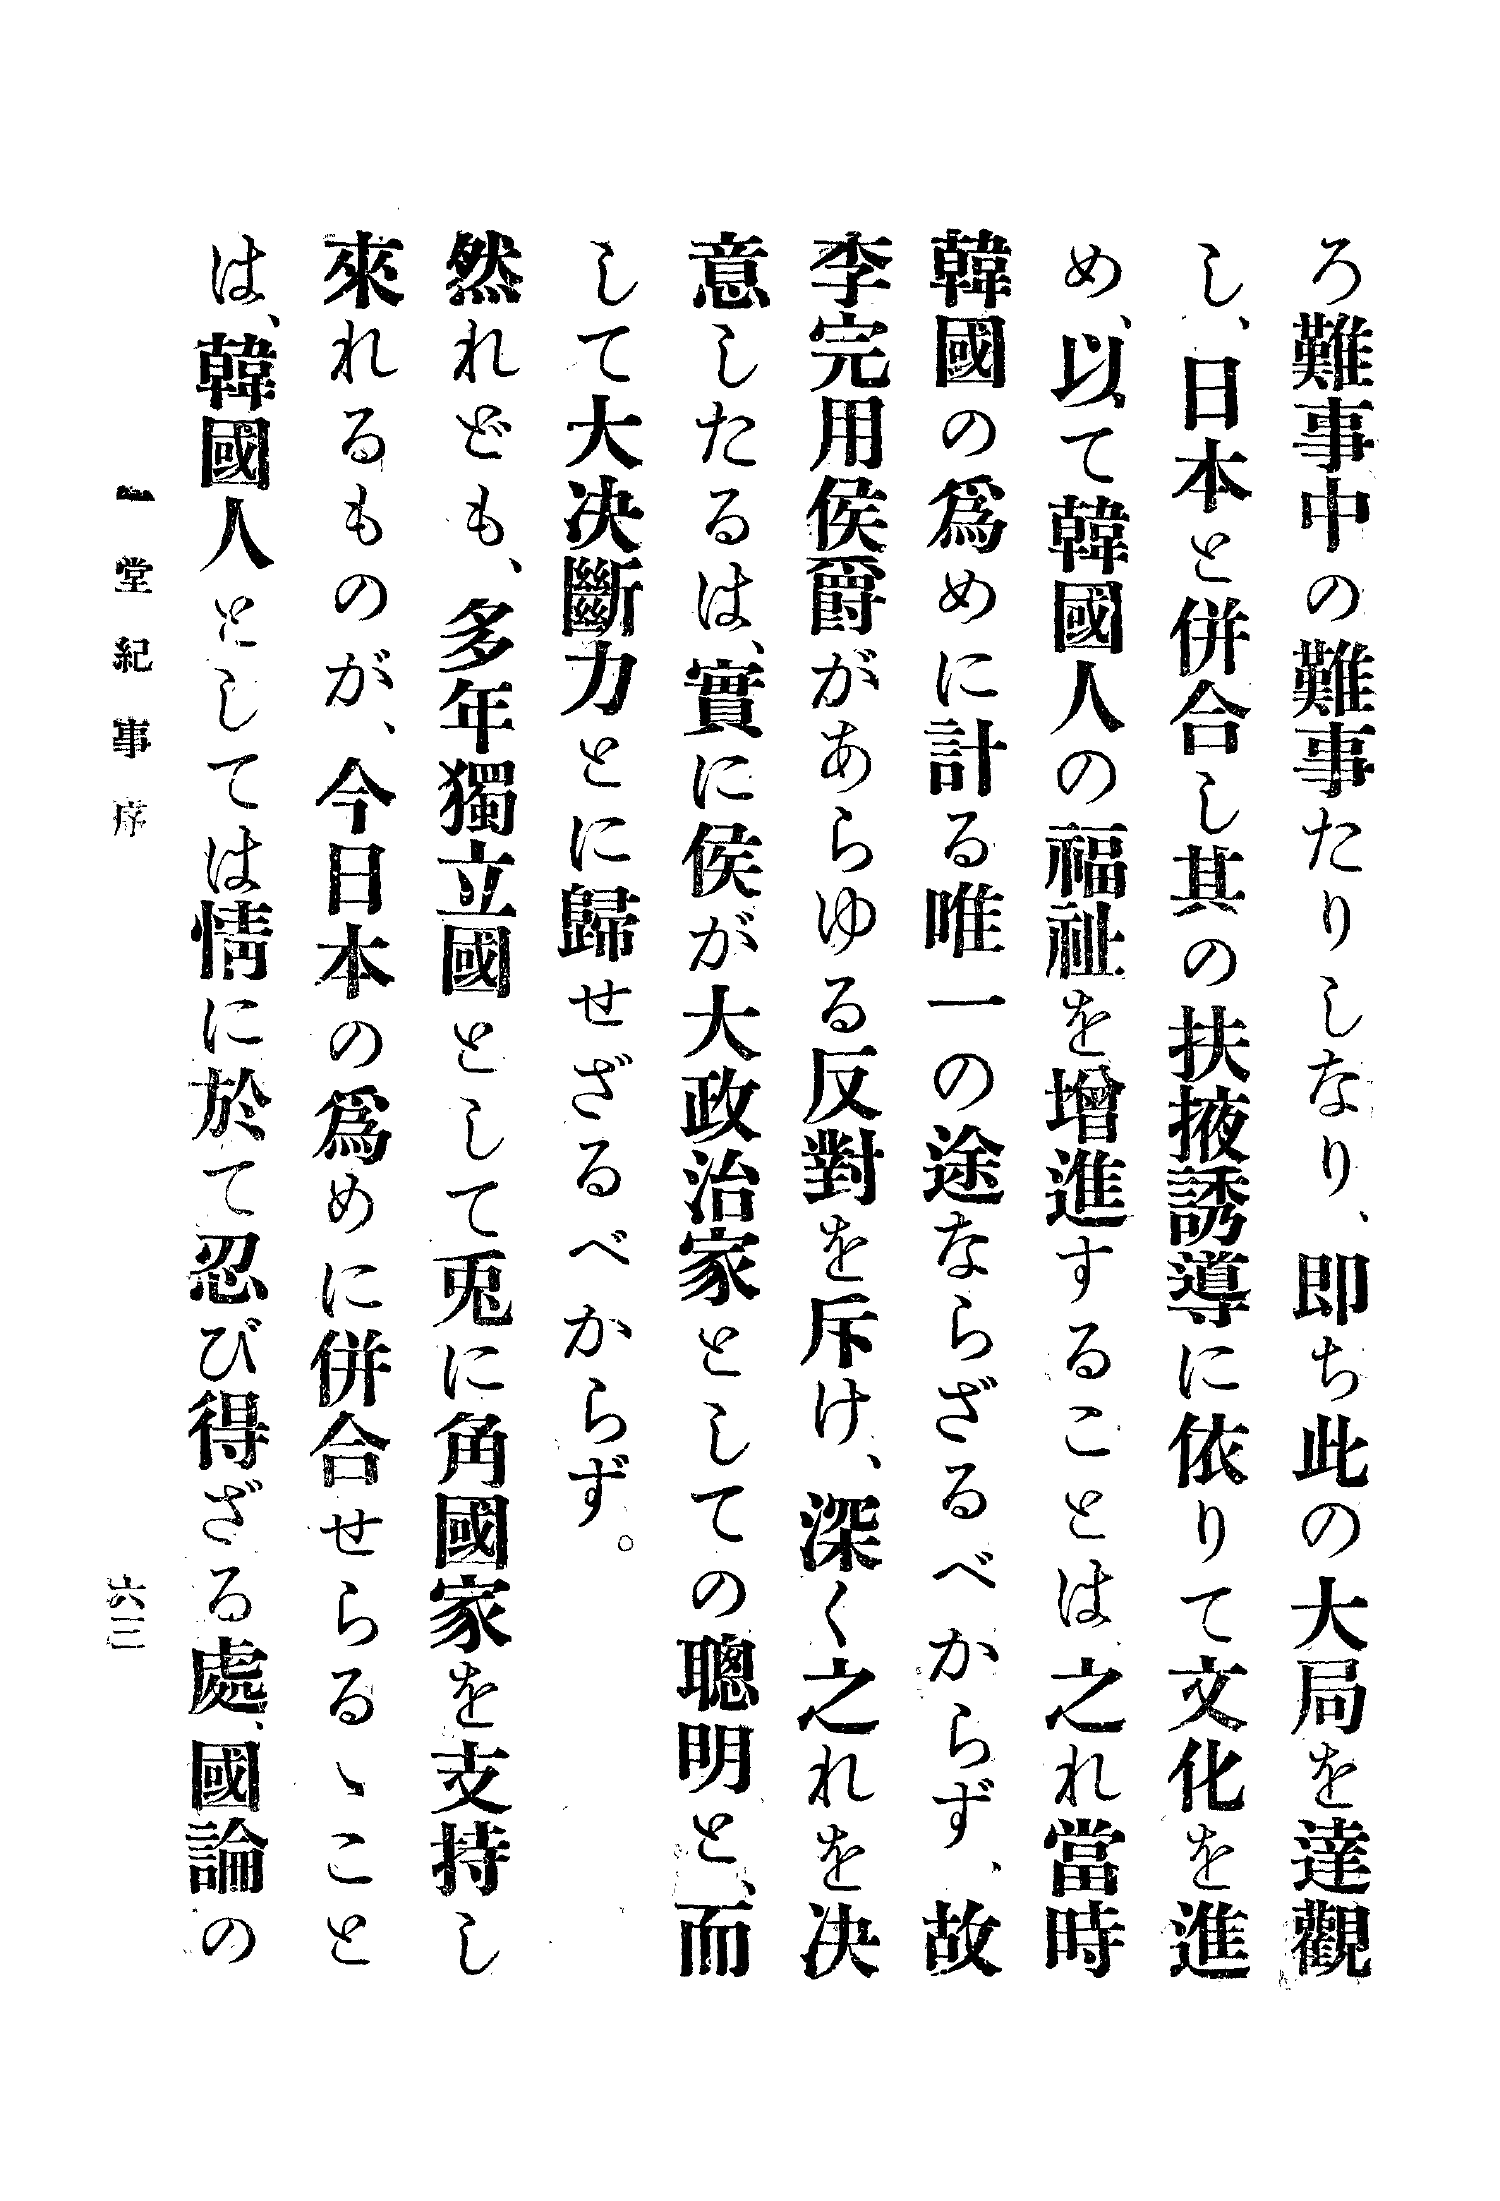 ろ難事中の難事たりしなり、即ち此の大局を達觀
し、日本と併合し其の扶掖誘導に依りて文化を進
め、以て韓國人の福祉を增進することは之れ當時
韓國の爲めに計る唯一の途ならざるべからず、故
李完用侯爵があらゆる反對を斥け、深く之れを決
意したるは、實に侯が大政治家としての聰明と、而
して大決斷力とに歸せざるべからず。
然れども、多年獨立國として兎に角國家を支持し
來れるものが、今日本の爲めに併合せらるゝこと
は、韓國人としては情に於て忍び得ざる處、國論の
一堂紀事序
六三